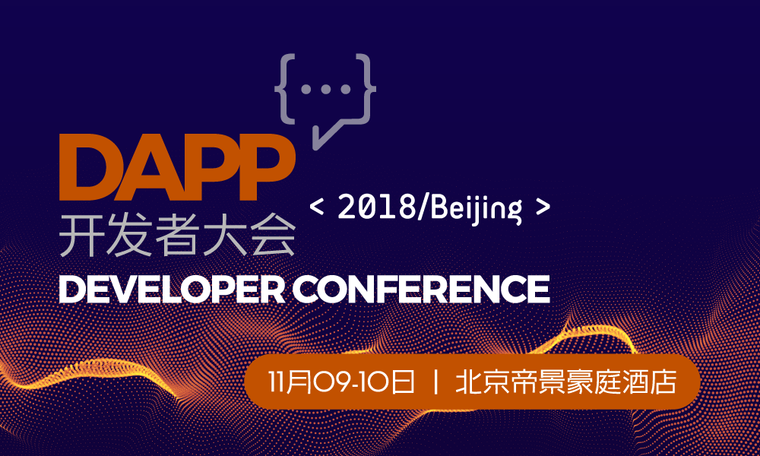 DAPP
< 2018/Beijing >
开发者大会
DEVELOPER CONFERENCE
11月09-10日 | 北京帝景豪庭酒店